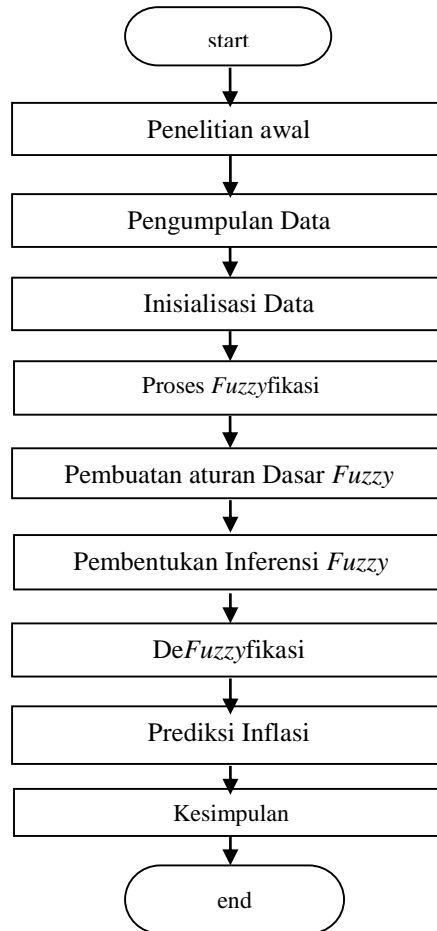 start
Penelitian awal
Pengumpulan Data
Inisialisasi Data
Proses Fuzzyfikasi
Pembuatan aturan Dasar Fuzzy
Pembentukan Inferensi Fuzzy
DeFuzzyfikasi
Prediksi Inflasi
Kesimpulan
end